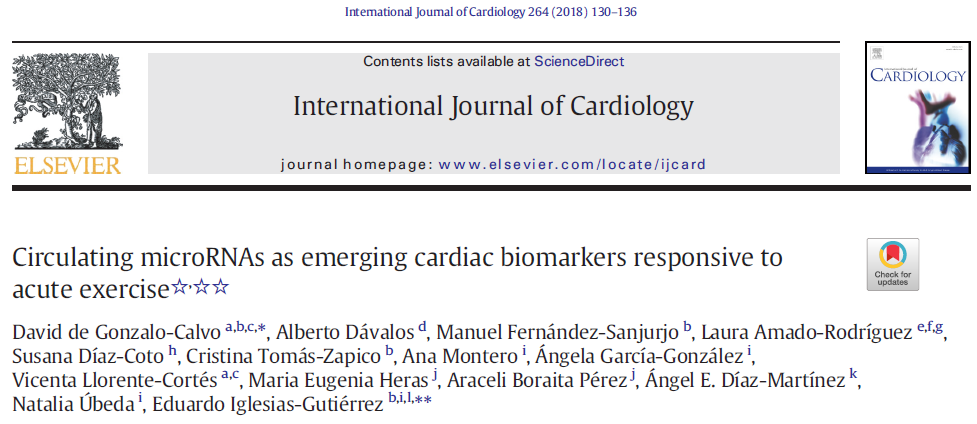 International Journal of Cardiology 264 (2018) 130–136
Contents lists available at ScienceDirect
International Journal of Cardiology
journal homepage: www.elsevier.com/locate/ijcard
ELSEVIER
CARDIOLOGY
Circulating microRNAs as emerging cardiac biomarkers responsive to
acute exercise☆,☆☆
Check for
updates
David de Gonzalo-Calvo a,b,c,*, Alberto Dávalos d, Manuel Fernández-Sanjurjo b, Laura Amado-Rodríguez e,f,g,
Susana Díaz-Coto h, Cristina Tomás-Zapico b, Ana Montero i, Ángela García-González i,
Vicenta Llorente-Cortés a,c, Maria Eugenia Heras j, Araceli Boraita Pérez j, Ángel E. Díaz-Martínez k,
Natalia Úbeda i, Eduardo Iglesias-Gutiérrez b,i,l,**